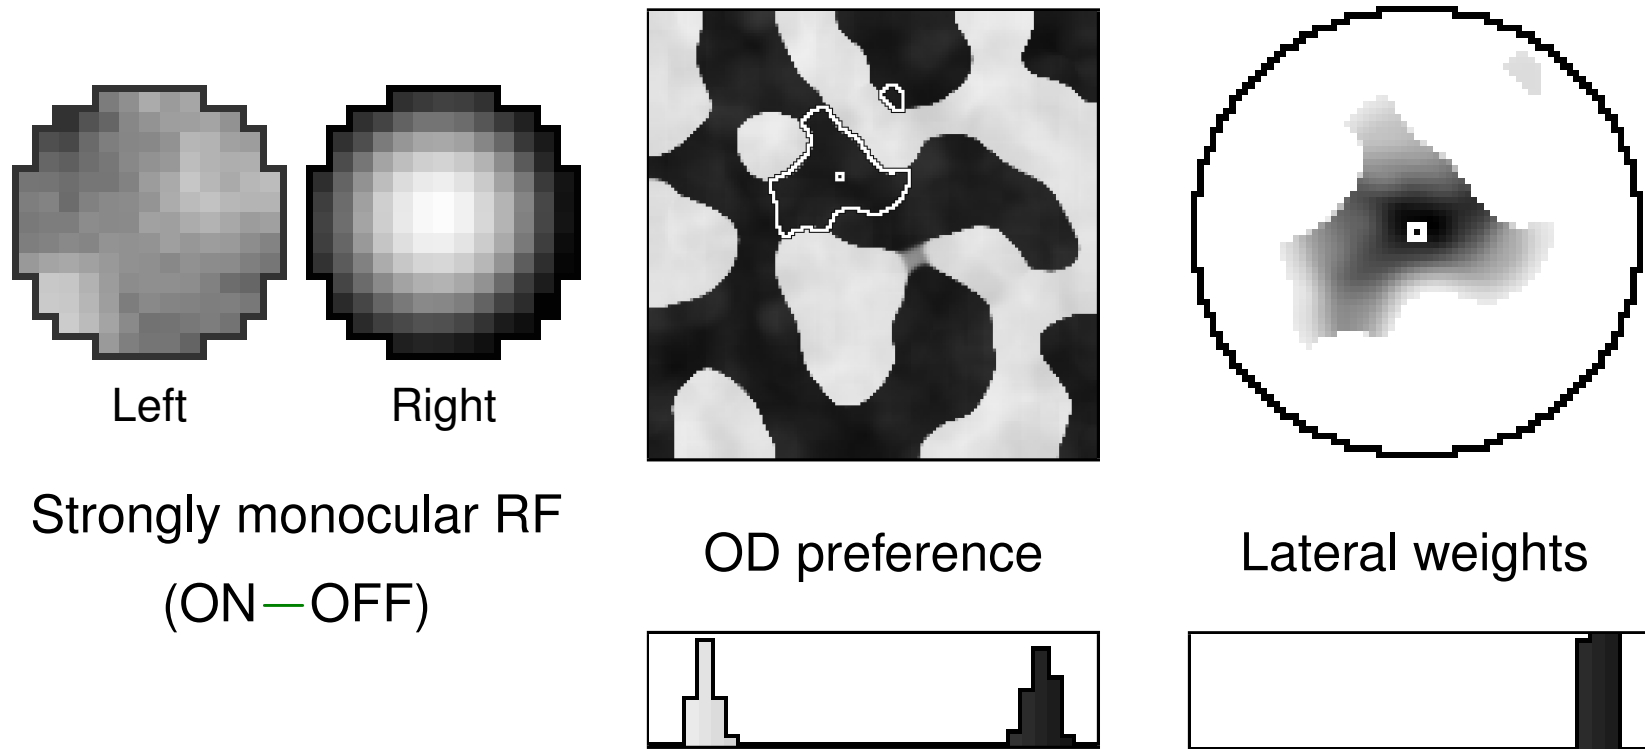 Left
Right
Strongly monocular RF
(ON—OFF)
OD preference
Lateral weights